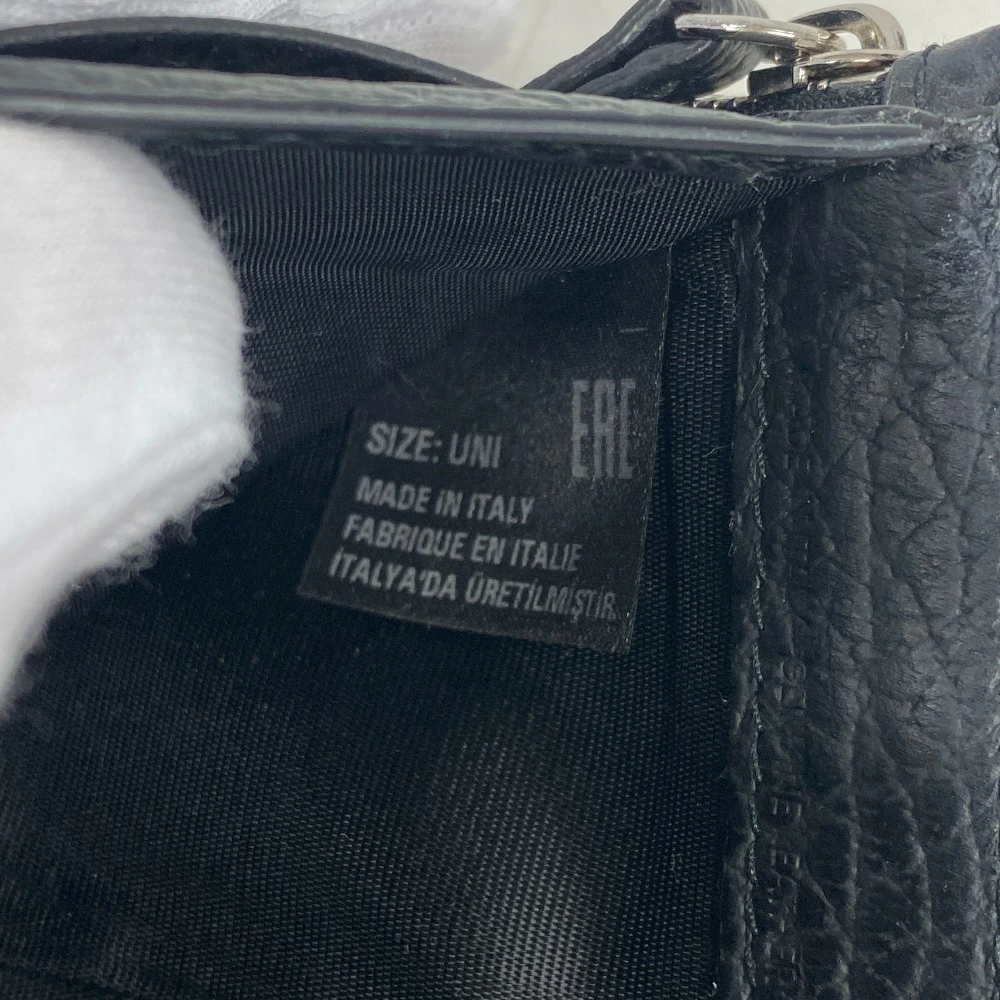 EAC
SIZE: UNI
MADE IN ITALY
FABRIQUE EN ITALIE
İTALYA'DA ÜRETİLMİŞTİR